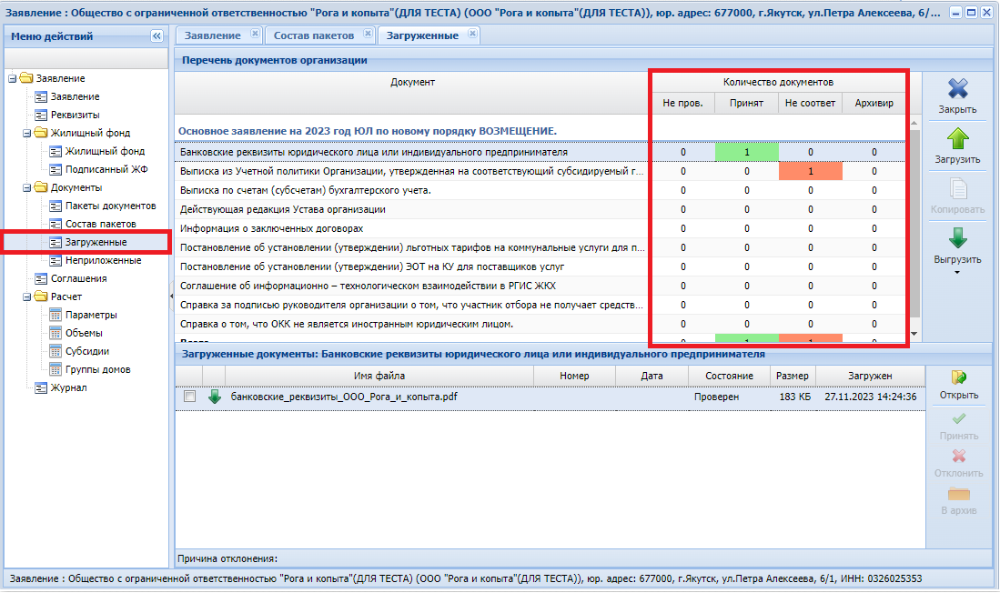 Заявление : Общество с ограниченной ответственностью "Рога и копыта"(ДЛЯ ТЕСТА) (ООО "Рога и копыта"(ДЛЯ ТЕСТА)), юр. адрес: 677000, г.Якутск, ул.Петра Алексеева, 6/...
Меню действий
Заявление
Заявление
Реквизиты
Жилищный фонд
Жилищный фонд
Подписанный ЖФ
Документы
Пакеты документов
Состав пакетов
Загруженные
Неприложенные
Соглашения
Расчет
Параметры
Объемы
Субсидии
Группы домов
Журнал
Заявление Состав пакетов Загруженные
Перечень документов организации
Документ Количество документов
Не пров. Принят Не соответ Архивир
Основное заявление на 2023 год ЮЛ по новому порядку ВОЗМЕЩЕНИЕ.
Банковские реквизиты юридического лица или индивидуального предпринимателя 0 1 0 0
Выписка из Учетной политики Организации, утвержденная на соответствующий субсидируемый г... 0 0 1 0
Выписка по счетам (субсчетам) бухгалтерского учета. 0 0 0 0
Действующая редакция Устава организации 0 0 0 0
Информация о заключенных договорах 0 0 0 0
Постановление об установлении (утверждении) льготных тарифов на коммунальные услуги для п... 0 0 0 0
Постановление об установлении (утверждении) ЭОТ на КУ для поставщиков услуг 0 0 0 0
Соглашение об информационно – технологическом взаимодействии в РГИС ЖКХ 0 0 0 0
Справка за подписью руководителя организации о том, что участник отбора не получает средств... 0 0 0 0
Справка о том, что ОКК не является иностранным юридическим лицом. 0 0 0 0
Всего 0 1 1 0
Закрыть
Загрузить
Копировать
Выгрузить
Загруженные документы: Банковские реквизиты юридического лица или индивидуального предпринимателя
Имя файла Номер Дата Состояние Размер Загружен
банковские_реквизиты_ООО_Рога_и_копыта.pdf Проверен 183 КБ 27.11.2023 14:24:36
Открыть
Принять
Отклонить
В архив
Причина отклонения:
Заявление : Общество с ограниченной ответственностью "Рога и копыта"(ДЛЯ ТЕСТА) (ООО "Рога и копыта"(ДЛЯ ТЕСТА)), юр. адрес: 677000, г.Якутск, ул.Петра Алексеева, 6/1, ИНН: 0326025353